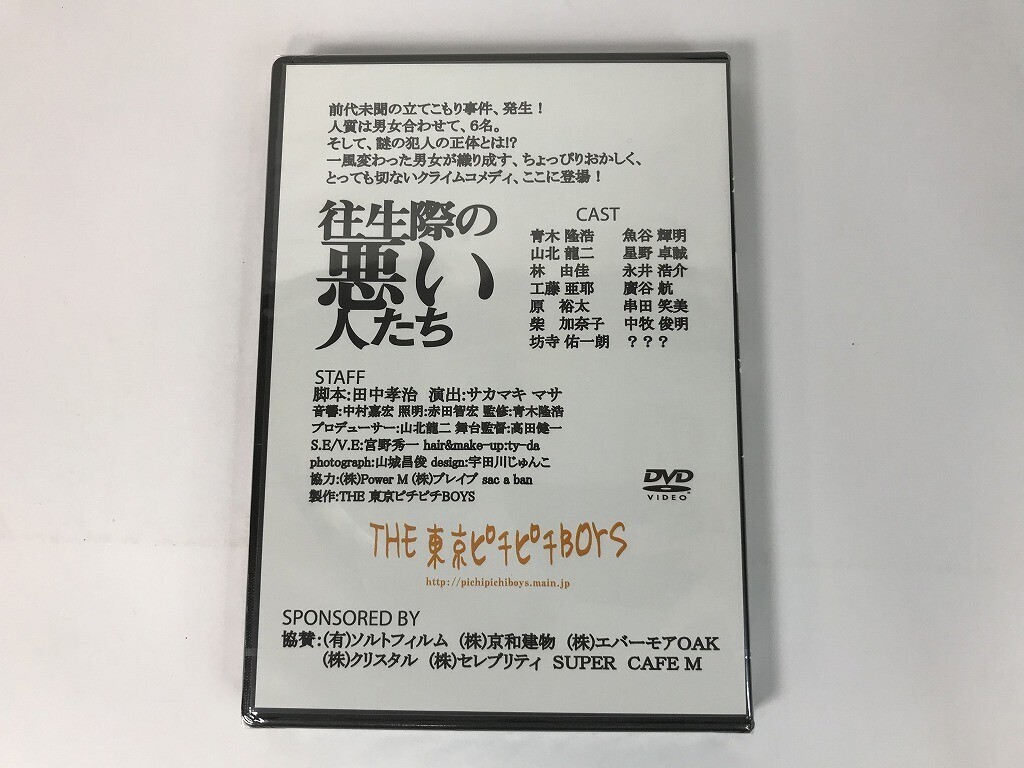 前代未聞の立てこもり事件、発生！
人質は男女合わせて、6名。
そして、謎の犯人の正体とは!?
一風変わった男女が織り成す、ちょっぴりおかしく、
とっても切ないクライムコメディ、ここに登場！
往生際の
悪い
人たち
CAST
青木 隆浩 魚谷 輝明
山北 龍二 星野 卓誠
林 由佳 永井 浩介
工藤 亜耶 廣谷 航
原 裕太 串田 笑美
柴 加奈子 中牧 俊明
坊寺 佑一朗 ？？？
STAFF
脚本:田中孝治 演出:サカマキ マサ
音響:中村嘉宏 照明:赤田智宏 監修:青木隆浩
プロデューサー:山北龍二 舞台監督:高田健一
S.E/V.E:宮野秀一 hair&make-up:ty-da
photograph:山城昌俊 design:宇田川じゅんこ
協力:(株)Power M (株)ブレイブ sac a ban
製作:THE 東京ピチピチBOYS
DVD
VIDEO
THE 東京ピチピチBOYS
http://pichipichiboys.main.jp
SPONSORED BY
協賛:(有)ソルトフィルム (株)京和建物 (株)エバーモアOAK
(株)クリスタル (株)セレブリティ SUPER CAFE M